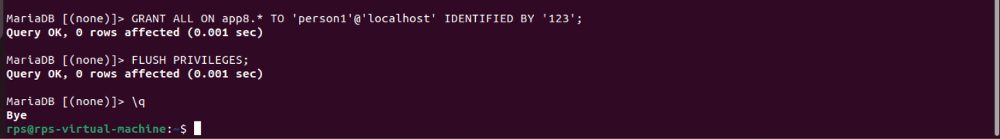 MariaDB [(none)]> GRANT ALL ON app8.* TO 'person1'@'localhost' IDENTIFIED BY '123';
Query OK, 0 rows affected (0.001 sec)
MariaDB [(none)]> FLUSH PRIVILEGES;
Query OK, 0 rows affected (0.001 sec)
MariaDB [(none)]> \q
Bye
rps@rps-virtual-machine:~$